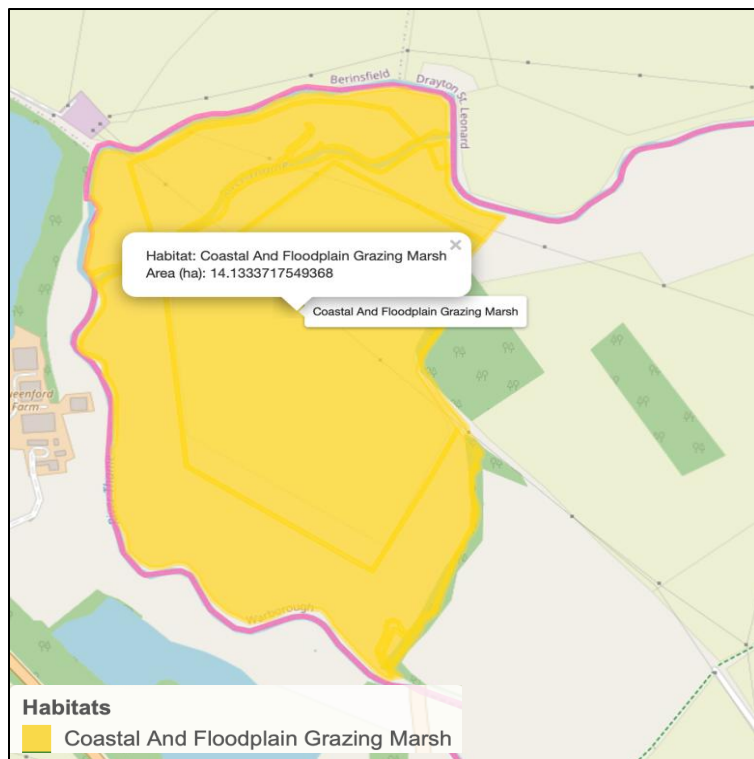 Berinsfield
Drayton St. Leonard
Habitat: Coastal And Floodplain Grazing Marsh
Area (ha): 14.1333717549368
×
Coastal And Floodplain Grazing Marsh
Farm
Warborough
Habitats
Coastal And Floodplain Grazing Marsh